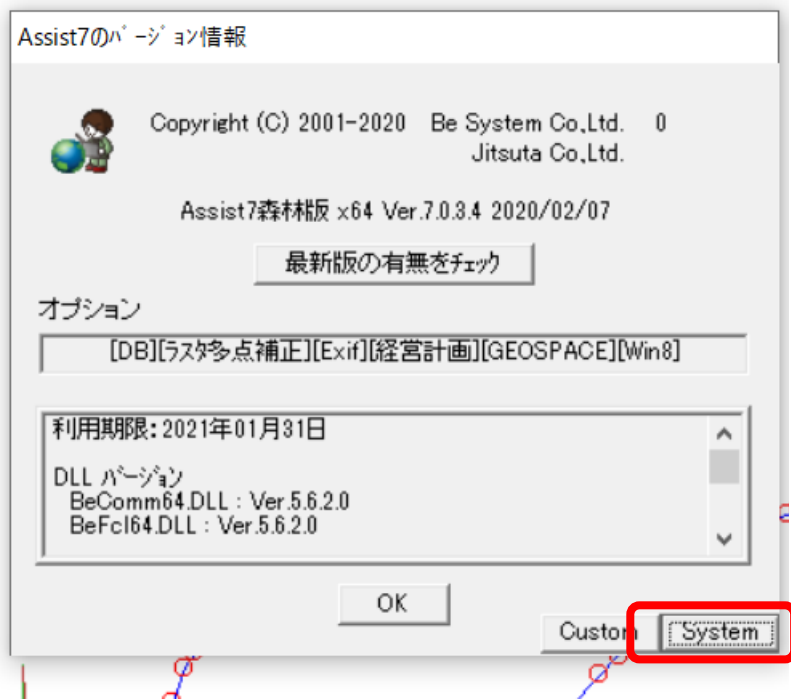 Assist7のﾊﾞｰｼﾞｮﾝ情報
Copyright (C) 2001-2020 Be System Co,Ltd. 0
Jitsuta Co,Ltd.
Assist7森林版 x64 Ver.7.0.3.4 2020/02/07
最新版の有無をﾁｪｯｸ
オプション
[DB][ﾗｽﾀ多点補正][Exif][経営計画][GEOSPACE][Win8]
利用期限: 2021年01月31日
DLL ﾊﾞｰｼﾞｮﾝ
BeComm64.DLL : Ver.5.6.2.0
BeFcl64.DLL : Ver.5.6.2.0
OK
Custom System